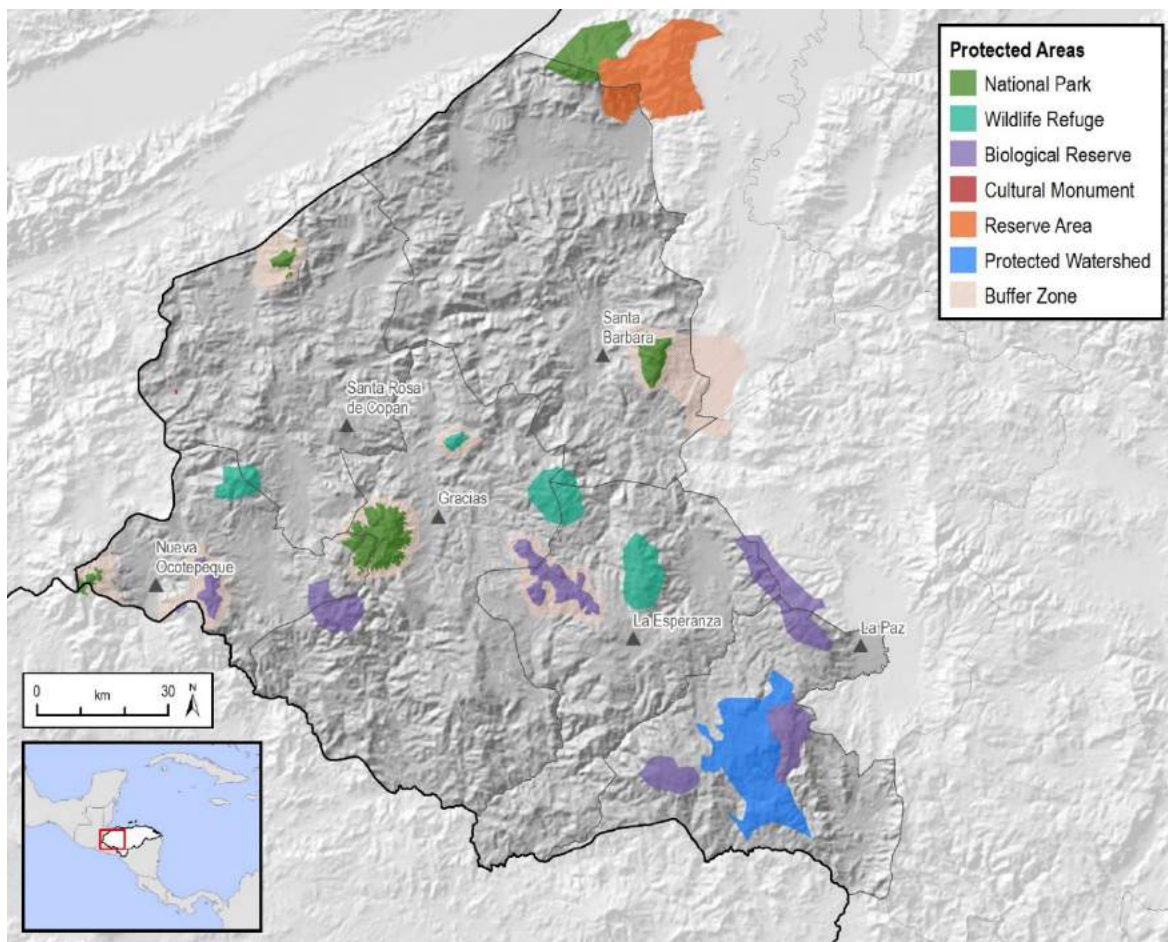 Protected Areas
National Park
Wildlife Refuge
Biological Reserve
Cultural Monument
Reserve Area
Protected Watershed
Buffer Zone
Santa
Barbara
Santa Rosa
de Copán
Gracias
Nueva
Ocotepeque
La Esperanza
La Paz
0 km 30 N